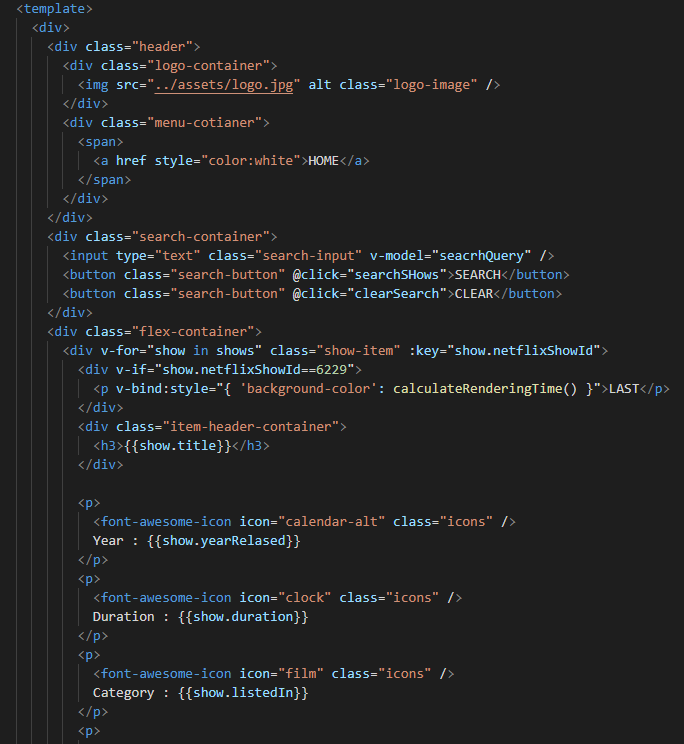 <template>
<div>
<div class="header">
<div class="logo-container">
<img src="../assets/logo.jpg" alt class="logo-image" />
</div>
<div class="menu-cotianer">
<span>
<a href style="color:white">HOME</a>
</span>
</div>
</div>
<div class="search-container">
<input type="text" class="search-input" v-model="seacrhQuery" />
<button class="search-button" @click="searchSHows">SEARCH</button>
<button class="search-button" @click="clearSearch">CLEAR</button>
</div>
<div class="flex-container">
<div v-for="show in shows" class="show-item" :key="show.netflixShowId">
<div v-if="show.netflixShowId==6229">
<p v-bind:style="{ 'background-color': calculateRenderingTime() }">LAST</p>
</div>
<div class="item-header-container">
<h3>{{show.title}}</h3>
</div>
<p>
<font-awesome-icon icon="calendar-alt" class="icons" />
Year : {{show.yearRelased}}
</p>
<p>
<font-awesome-icon icon="clock" class="icons" />
Duration : {{show.duration}}
</p>
<p>
<font-awesome-icon icon="film" class="icons" />
Category : {{show.listedIn}}
</p>
<p>